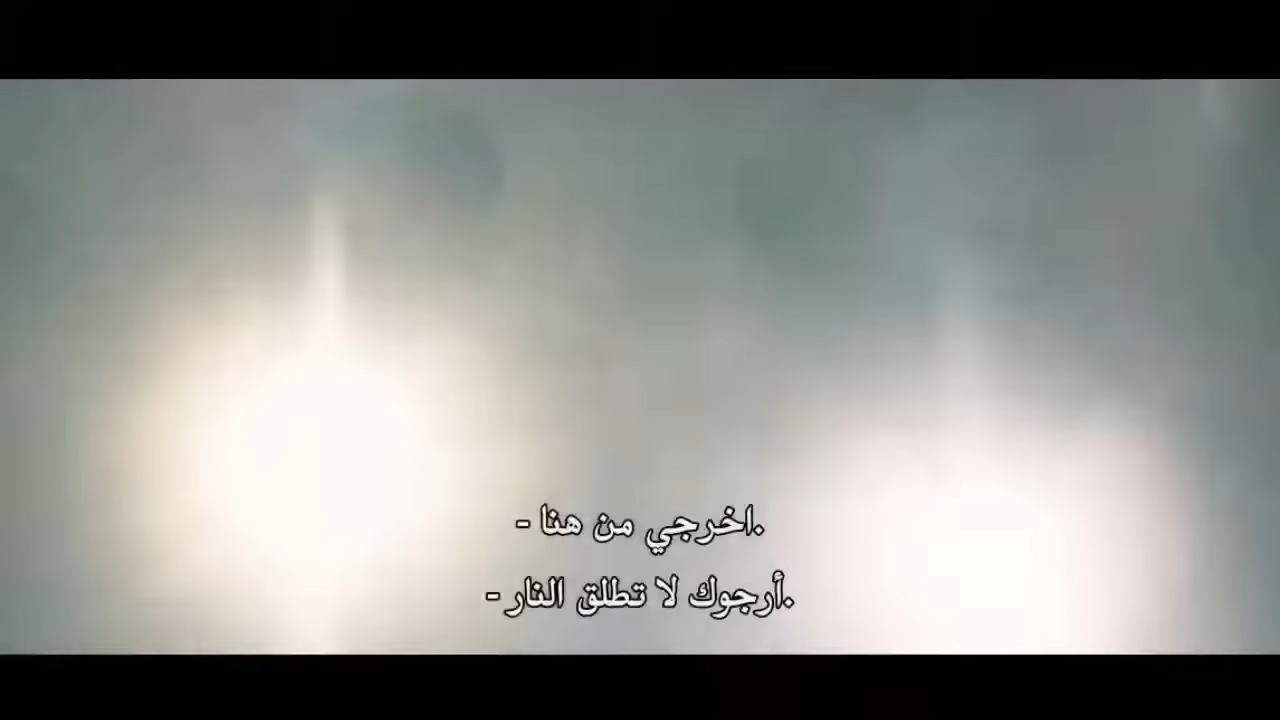 .اخرجي من هنا -
.أرجوك لا تطلق النار -